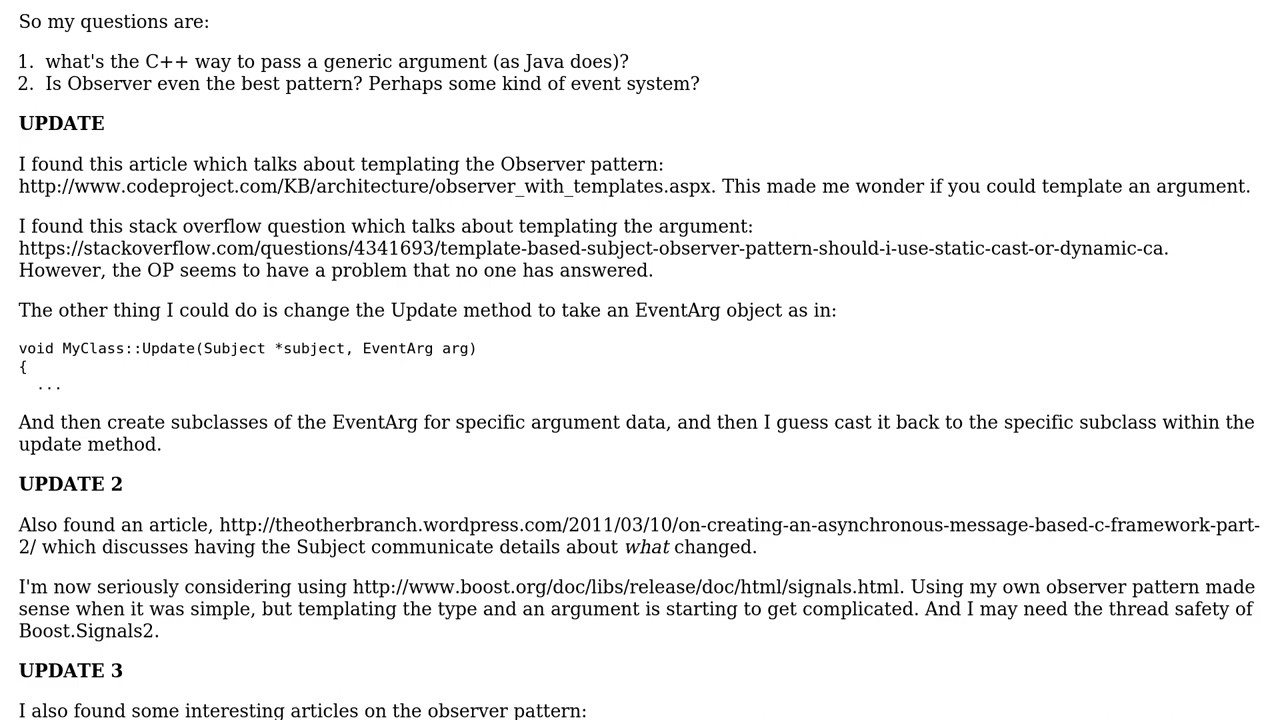 So my questions are:
1. what's the C++ way to pass a generic argument (as Java does)?
2. Is Observer even the best pattern? Perhaps some kind of event system?
UPDATE
I found this article which talks about templating the Observer pattern:
http://www.codeproject.com/KB/architecture/observer_with_templates.aspx. This made me wonder if you could template an argument.
I found this stack overflow question which talks about templating the argument:
https://stackoverflow.com/questions/4341693/template-based-subject-observer-pattern-should-i-use-static-cast-or-dynamic-ca.
However, the OP seems to have a problem that no one has answered.
The other thing I could do is change the Update method to take an EventArg object as in:
void MyClass::Update(Subject *subject, EventArg arg)
{
  ...
And then create subclasses of the EventArg for specific argument data, and then I guess cast it back to the specific subclass within the
update method.
UPDATE 2
Also found an article, http://theotherbranch.wordpress.com/2011/03/10/on-creating-an-asynchronous-message-based-c-framework-part-
2/ which discusses having the Subject communicate details about what changed.
I'm now seriously considering using http://www.boost.org/doc/libs/release/doc/html/signals.html. Using my own observer pattern made
sense when it was simple, but templating the type and an argument is starting to get complicated. And I may need the thread safety of
Boost.Signals2.
UPDATE 3
I also found some interesting articles on the observer pattern: